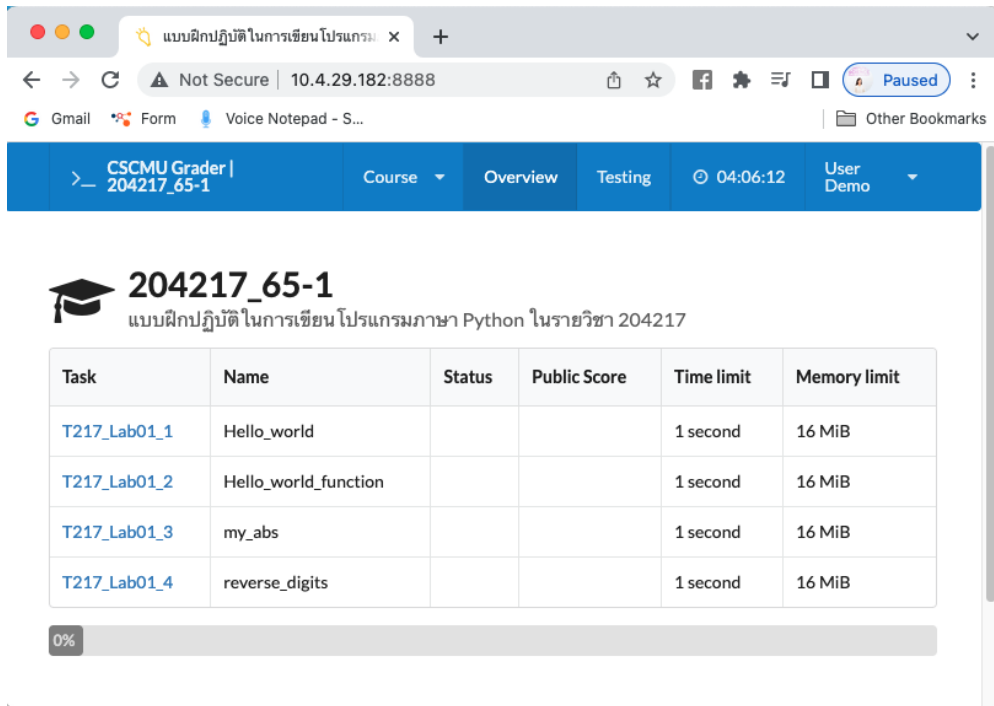 แบบฝึกปฏิบัติในการเขียนโปรแกรม
Not Secure | 10.4.29.182:8888
Paused
Gmail Form Voice Notepad - S... Other Bookmarks
>_ CSCMU Grader | 204217_65-1 Course Overview Testing 04:06:12 User Demo
204217_65-1
แบบฝึกปฏิบัติในการเขียนโปรแกรมภาษา Python ในรายวิชา 204217
Task Name Status Public Score Time limit Memory limit
T217_Lab01_1 Hello_world 1 second 16 MiB
T217_Lab01_2 Hello_world_function 1 second 16 MiB
T217_Lab01_3 my_abs 1 second 16 MiB
T217_Lab01_4 reverse_digits 1 second 16 MiB
0%